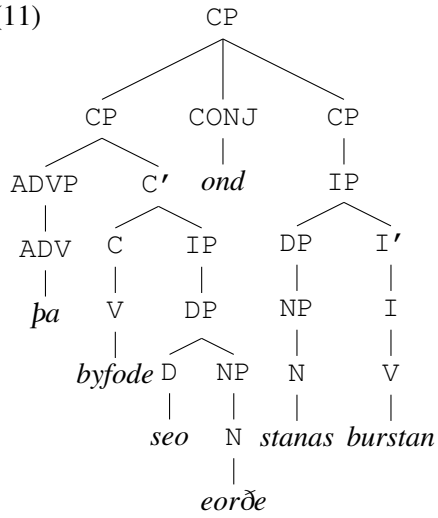 (11) CP
CP CONJ CP
ADVP C′ ond IP
ADV C IP DP I′
þa V DP NP I
byfode D NP N V
seo N stanas burstan
eorðe